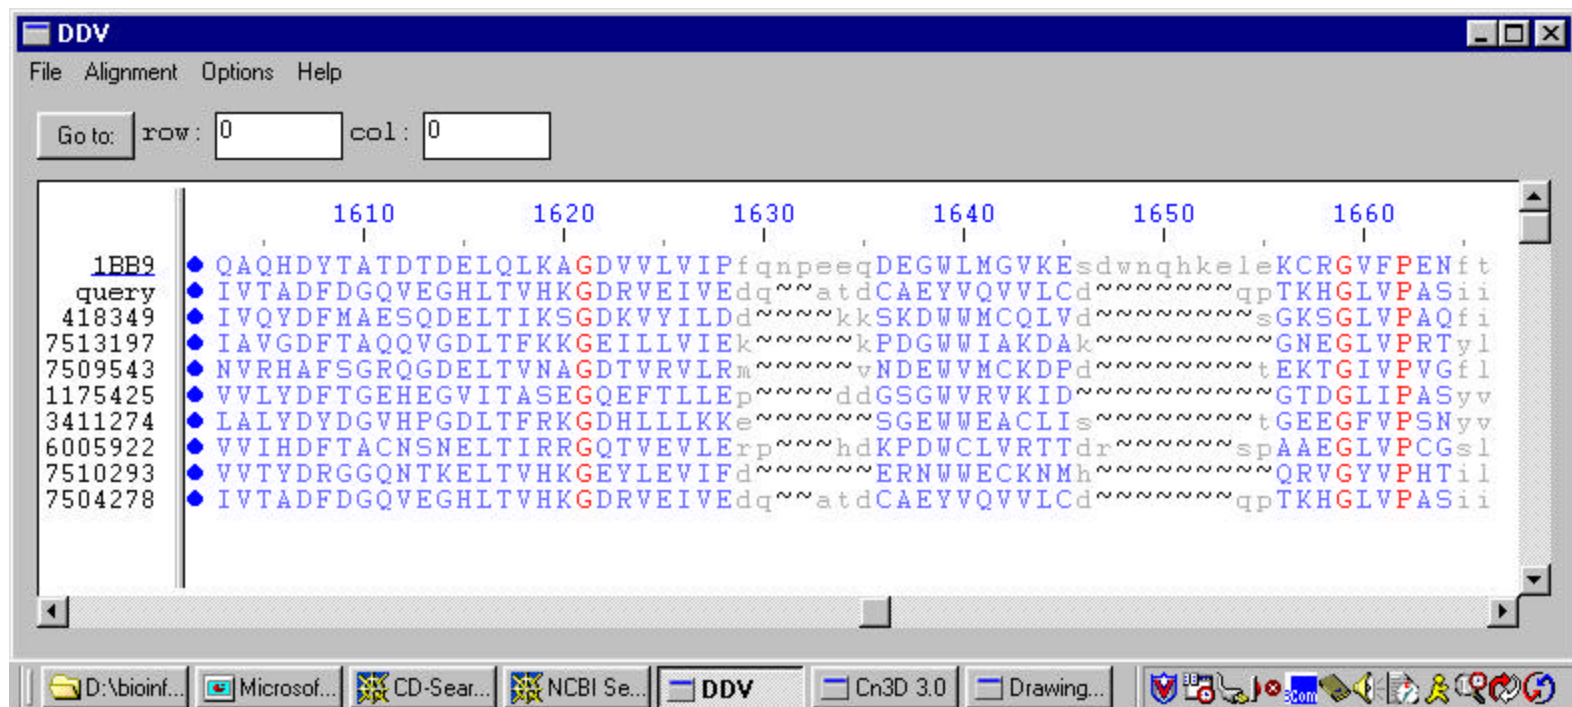 DDV
File Alignment Options Help
Go to: row: 0 col: 0
1610 1620 1630 1640 1650 1660
1BB9 QAQHDYTATDTDELQLKAGDVVLVIPfqnpeeqDEGWLMGVKEsdwnqhkeleKCRGVFPENft
query IVTADFDGQVEGHLTVHKGDRVEIVEdq~~atdCAEYVQVVLCd~~~~~~~qpTKHGLVPASii
418349 IVQYDFMAESQDELTIKSGDKVYILDd~~~~kkSKDWWMCQLVd~~~~~~~~sGKSGLVPAQfi
7513197 IAVGDFTAQQVGDLTFKKGEILLVIEk~~~~~kPDGWWIAKDAk~~~~~~~~~GNEGLVPRTyl
7509543 NVRHAFSGRQGDELTVNAGDTVRVLRm~~~~~vNDEWVMCKDPd~~~~~~~~tEKTGIVPVGfl
1175425 VVLYDFTGEHEGVITASEGQEFTLLEp~~~~ddGSGWVRVKID~~~~~~~~~~GTDGLIPASyv
3411274 LALYDYDGVHPGDLTFRKGDHLLLKKe~~~~~~SGEWWEACLIs~~~~~~~~tGEEGFVPSNyv
6005922 VVIHDFTACNSNELTIRRGQTVEVLErp~~~hdKPDWCLVRTTdr~~~~~~spAAEGLVPCGsl
7510293 VVTYDRGGQNTKELTVHKGEYLEVIFd~~~~~~ERNWWECKNMh~~~~~~~~~QRVGYVPHTil
7504278 IVTADFDGQVEGHLTVHKGDRVEIVEdq~~atdCAEYVQVVLCd~~~~~~~qpTKHGLVPASii
D:\bioinf... Microsof... CD-Sear... NCBI Se... DDV Cn3D 3.0 Drawing... 3Com